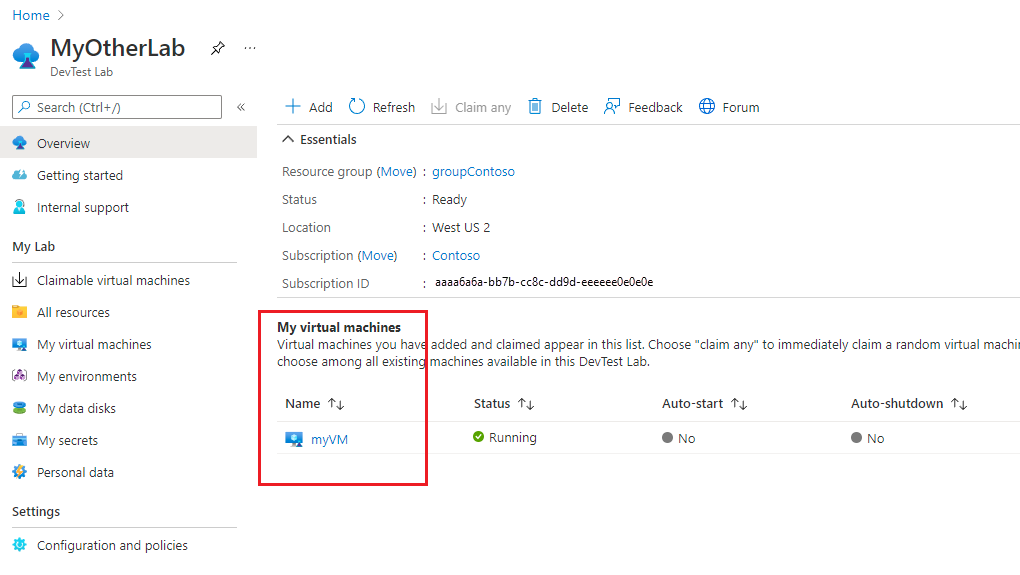 Home
MyOtherLab
DevTest Lab
Search (Ctrl+/)
Overview
Getting started
Internal support
My Lab
Claimable virtual machines
All resources
My virtual machines
My environments
My data disks
My secrets
Personal data
Settings
Configuration and policies
Add Refresh Claim any Delete Feedback Forum
Essentials
Resource group (Move) : groupContoso
Status : Ready
Location : West US 2
Subscription (Move) : Contoso
Subscription ID : aaaa6a6a-bb7b-cc8c-dd9d-eeeeee0e0e0e
My virtual machines
Virtual machines you have added and claimed appear in this list. Choose "claim any" to immediately claim a random virtual
choose among all existing machines available in this DevTest Lab.
Name Status Auto-start Auto-shutdown
myVM Running No No